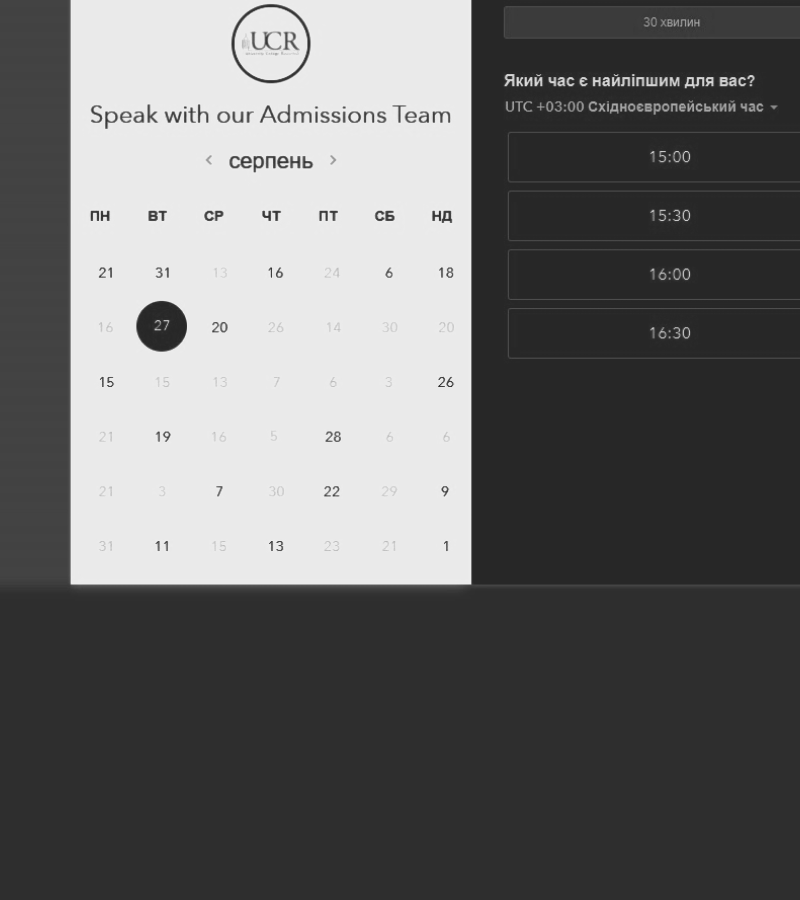 UCR
Speak with our Admissions Team
серпень
ПН ВТ СР ЧТ ПТ СБ НД
21 31 13 16 24 6 18
16 27 20 26 14 30 20
15 15 13 7 6 3 26
21 19 16 5 28 6 6
21 3 7 30 22 29 9
31 11 15 13 23 21 1
30 хвилин
Який час є найліпшим для вас?
UTC +03:00 Східноєвропейський час
15:00
15:30
16:00
16:30